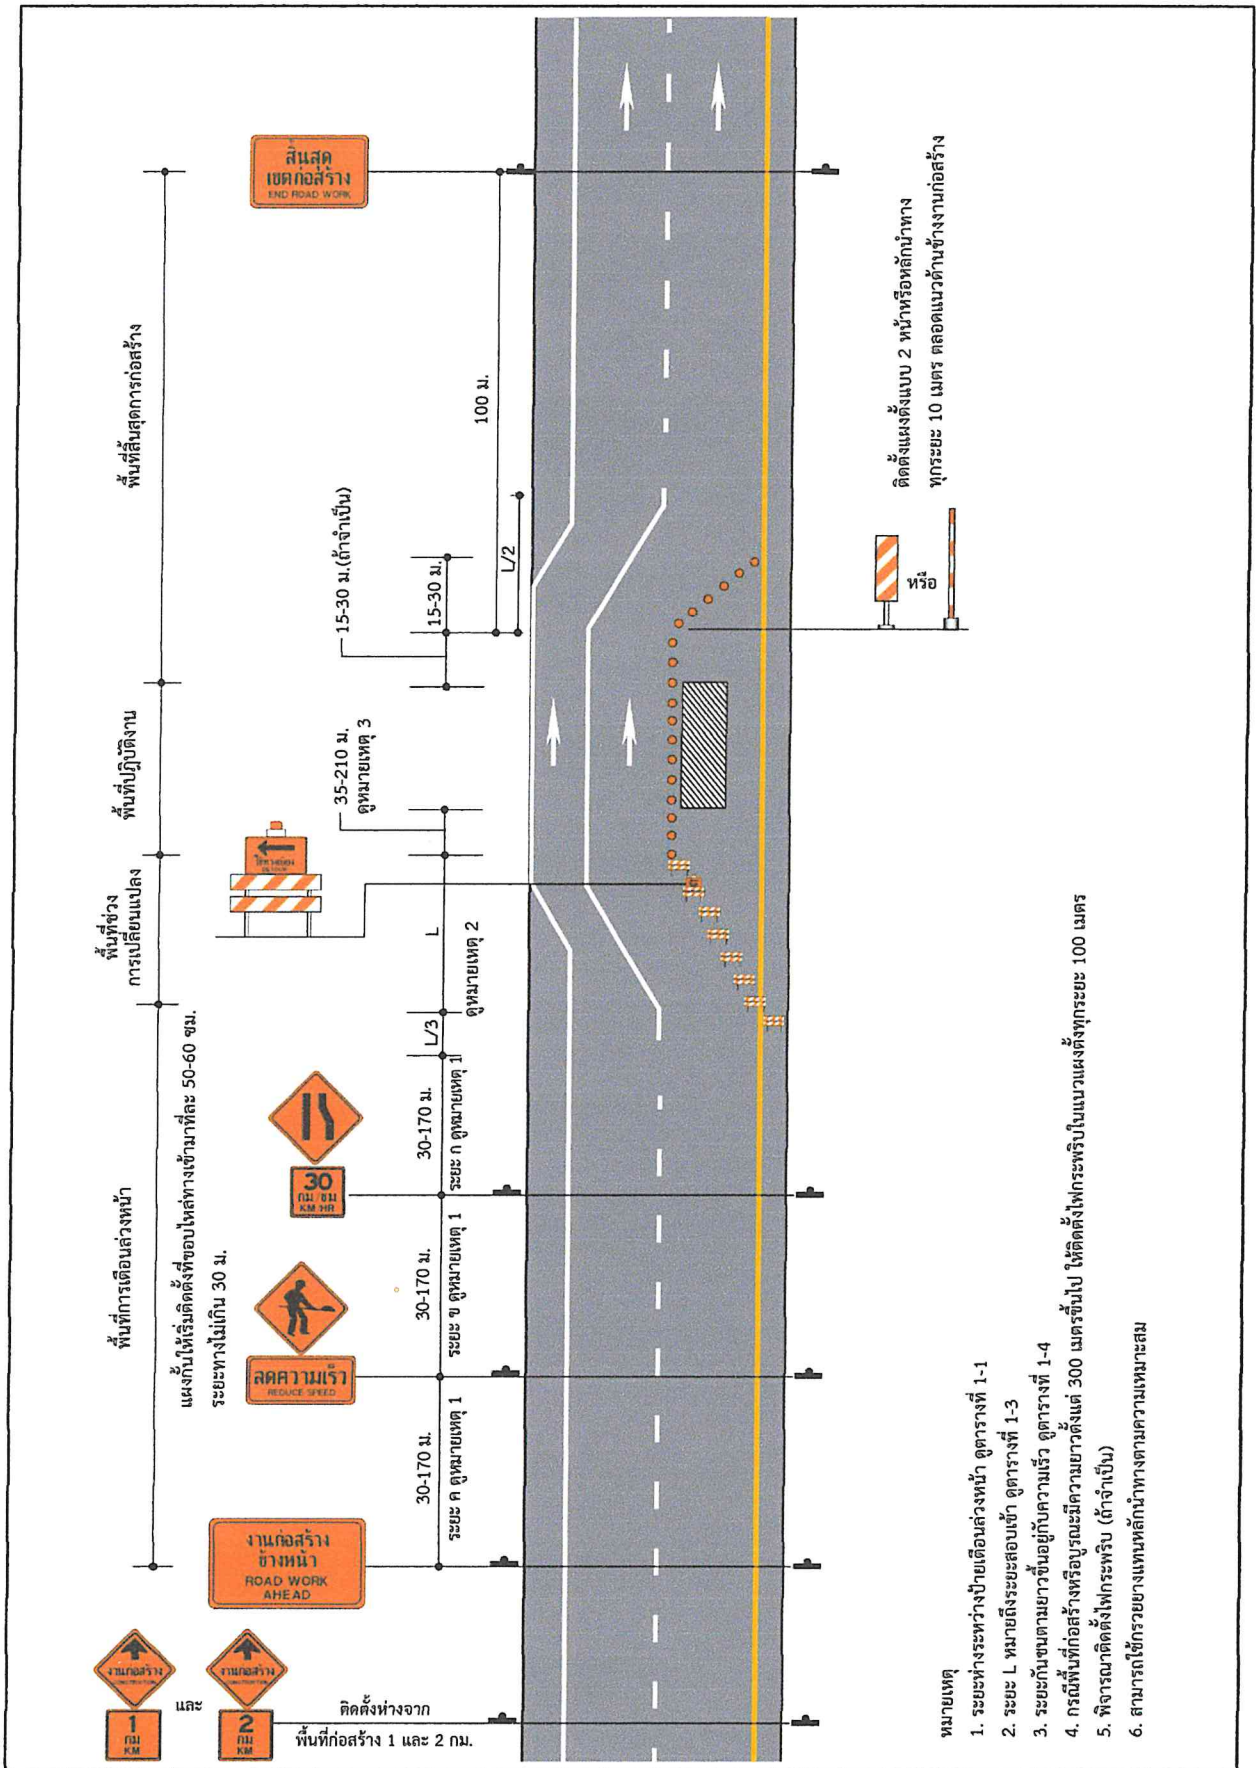 สิ้นสุด
เขตก่อสร้าง
END ROAD WORK
พื้นที่สิ้นสุดการก่อสร้าง
100 ม.
15-30 ม.(ถ้าจำเป็น)
15-30 ม.
L/2
ติดตั้งแผงตั้งแบบ 2 หน้าหรือหลักนำทาง
ทุกระยะ 10 เมตร ตลอดแนวด้านข้างงานก่อสร้าง
หรือ
พื้นที่ปฏิบัติงาน
35-210 ม.
ดูหมายเหตุ 3
ใช้ทางเบี่ยง
DETOUR
พื้นที่ช่วง
การเปลี่ยนแปลง
L
ดูหมายเหตุ 2
L/3
พื้นที่การเตือนล่วงหน้า
แผงกั้นให้เริ่มติดตั้งที่ขอบไหล่ทางเข้ามาทีละ 50-60 ซม.
ระยะทางไม่เกิน 30 ม.
30
กม/ชม
KM HR
30-170 ม.
ระยะ ก ดูหมายเหตุ 1
ลดความเร็ว
REDUCE SPEED
30-170 ม.
ระยะ ข ดูหมายเหตุ 1
30-170 ม.
ระยะ ค ดูหมายเหตุ 1
งานก่อสร้าง
ข้างหน้า
ROAD WORK
AHEAD
งานก่อสร้าง
CONSTRUCTION
1
กม
KM
และ
งานก่อสร้าง
CONSTRUCTION
2
กม
KM
ติดตั้งห่างจาก
พื้นที่ก่อสร้าง 1 และ 2 กม.
หมายเหตุ
1. ระยะห่างระหว่างป้ายเตือนล่วงหน้า ดูตารางที่ 1-1
2. ระยะ L หมายถึงระยะสอบเข้า ดูตารางที่ 1-3
3. ระยะกันชนตามยาวขึ้นอยู่กับความเร็ว ดูตารางที่ 1-4
4. กรณีพื้นที่ก่อสร้างหรือบูรณะมีความยาวตั้งแต่ 300 เมตรขึ้นไป ให้ติดตั้งไฟกระพริบในแนวแผงตั้งทุกระยะ 100 เมตร
5. พิจารณาติดตั้งไฟกระพริบ (ถ้าจำเป็น)
6. สามารถใช้กรวยยางแทนหลักนำทางตามความเหมาะสม